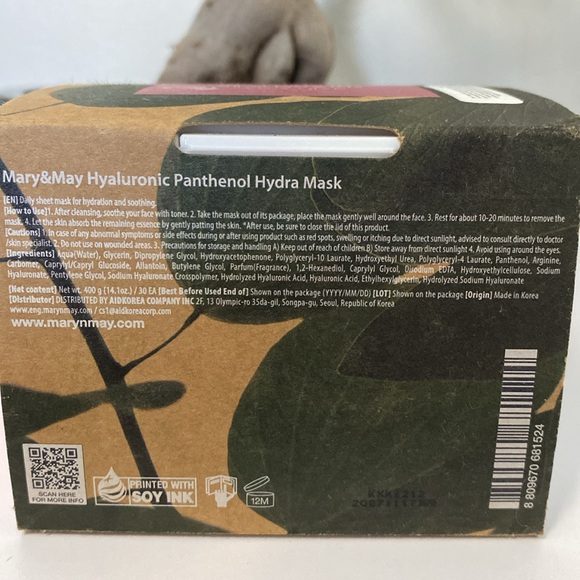 Mary&May Hyaluronic Panthenol Hydra Mask
[EN] Daily sheet mask for hydration and soothing.
[How to Use]1. After cleansing, soothe your face with toner. 2. Take the mask out of its package, place the mask gently well around the face. 3. Rest for about 10-20 minutes to remove the
mask. 4. Let the skin absorb the remaining essence by gently patting the skin. *After use, be sure to close the lid of this product.
[Cautions] 1. In case of any abnormal symptoms or side effects during or after using product such as red spots, swelling or itching due to direct sunlight, advised to consult directly to doctor
/skin specialist. 2. Do not use on wounded areas. 3. Precautions for storage and handling A) Keep out of reach of children B) Store away from direct sunlight 4. Avoid using around the eyes.
[Ingredients] Aqua(Water), Glycerin, Dipropylene Glycol, Hydroxyacetophenone, Polyglyceryl-10 Laurate, Hydroxyethyl Urea, Polyglyceryl-4 Laurate, Panthenol, Arginine,
Carbomer, Caprylyl/Capryl Glucoside, Allantoin, Butylene Glycol, Parfum(Fragrance), 1,2-Hexanediol, Caprylyl Glycol, Disodium EDTA, Hydroxyethylcellulose, Sodium
Hyaluronate, Pentylene Glycol, Sodium Hyaluronate Crosspolymer, Hydrolyzed Hyaluronic Acid, Hyaluronic Acid, Ethylhexylglycerin, Hydrolyzed Sodium Hyaluronate
[Net content] Net wt. 400 g (14.1oz.) / 30 EA [Best Before Used End of] Shown on the package (YYYY/MM/DD) [LOT] Shown on the package [Origin] Made in Korea
[Distributor] DISTRIBUTED BY AIDKOREA COMPANY INC 2F, 13 Olympic-ro 35da-gil, Songpa-gu, Seoul, Republic of Korea
www.eng.marynmay.com / cs1@aidkoreacorp.com
www.marynmay.com
SCAN HERE
FOR MORE INFO
PRINTED WITH
SOY INK
12M
8 809670 681524